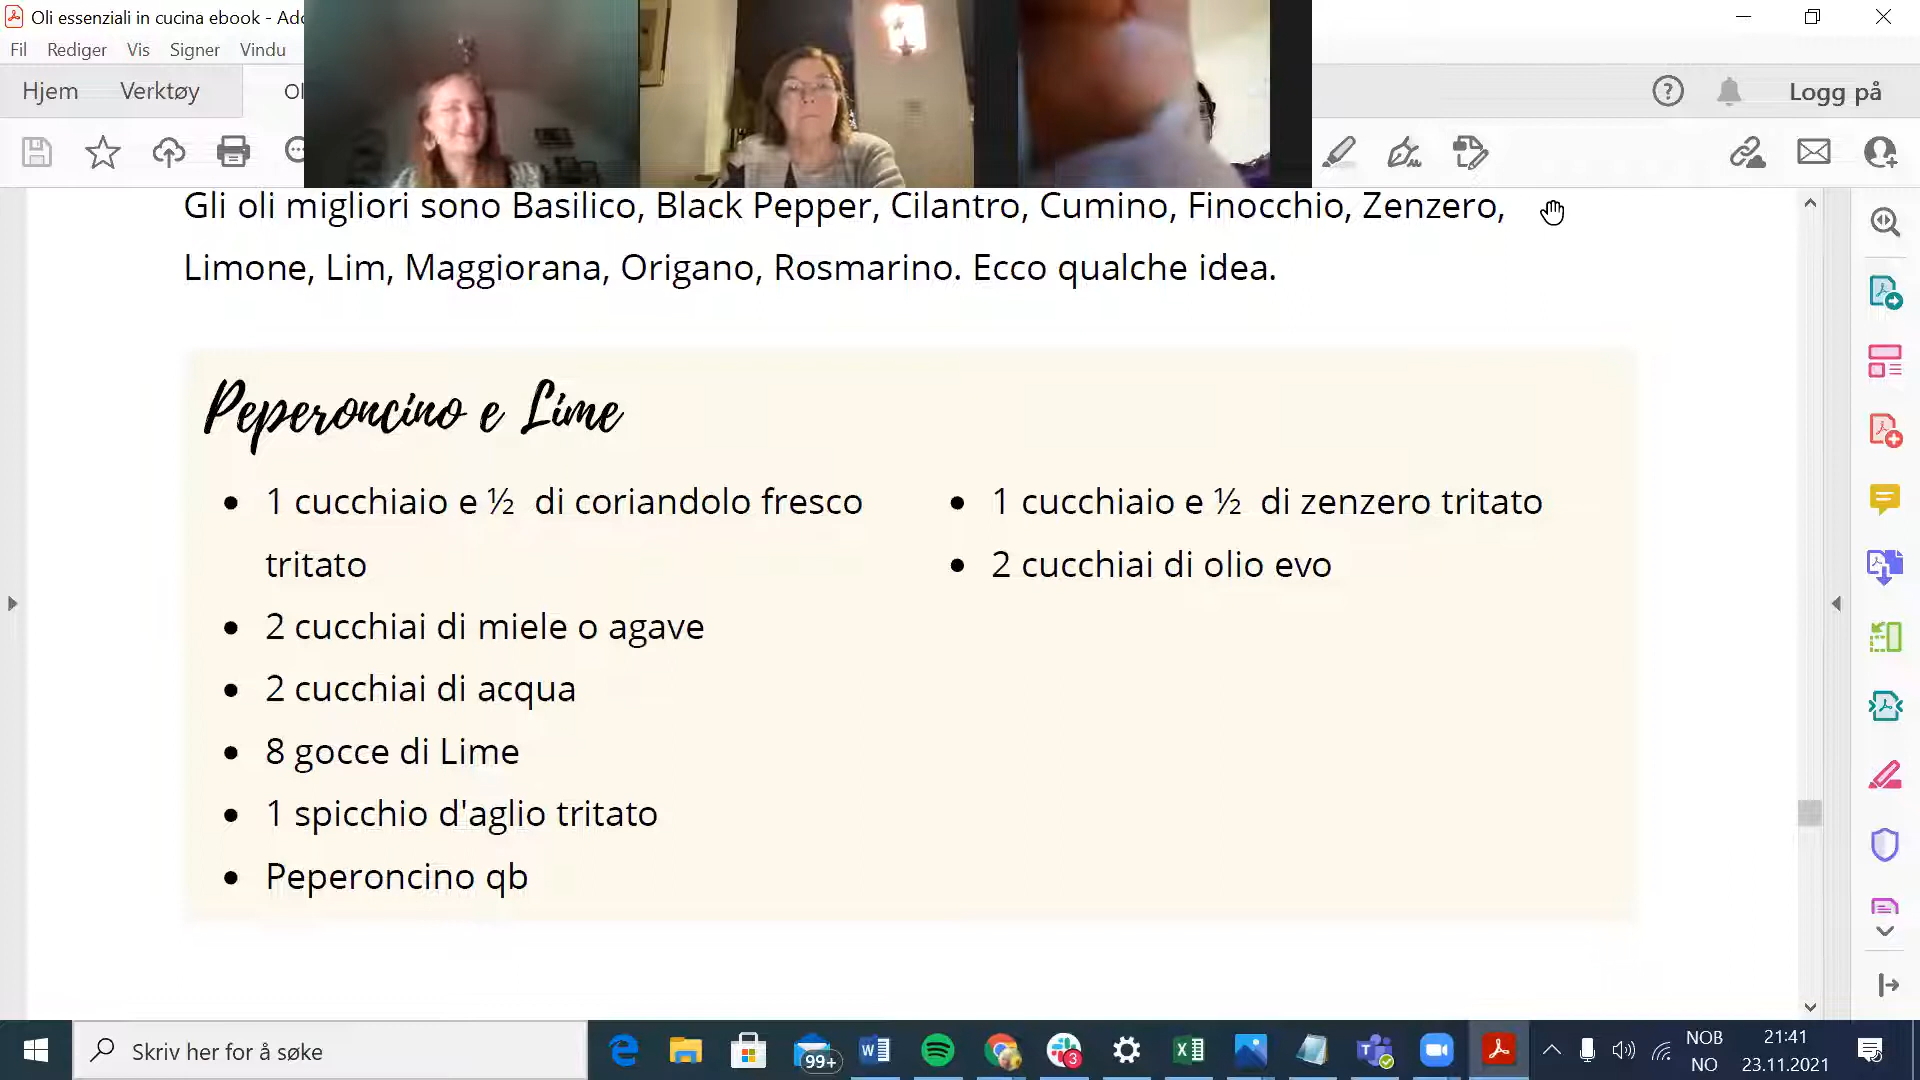 Oli essenziali in cucina ebook - Ado
Fil Rediger Vis Signer Vindu
Hjem Verktøy Ol
Logg på
Gli oli migliori sono Basilico, Black Pepper, Cilantro, Cumino, Finocchio, Zenzero,
Limone, Lim, Maggiorana, Origano, Rosmarino. Ecco qualche idea.
Peperoncino e Lime
1 cucchiaio e ½ di coriandolo fresco
tritato
2 cucchiai di miele o agave
2 cucchiai di acqua
8 gocce di Lime
1 spicchio d'aglio tritato
Peperoncino qb
1 cucchiaio e ½ di zenzero tritato
2 cucchiai di olio evo
Skriv her for å søke
99+
3
NOB
NO
21:41
23.11.2021